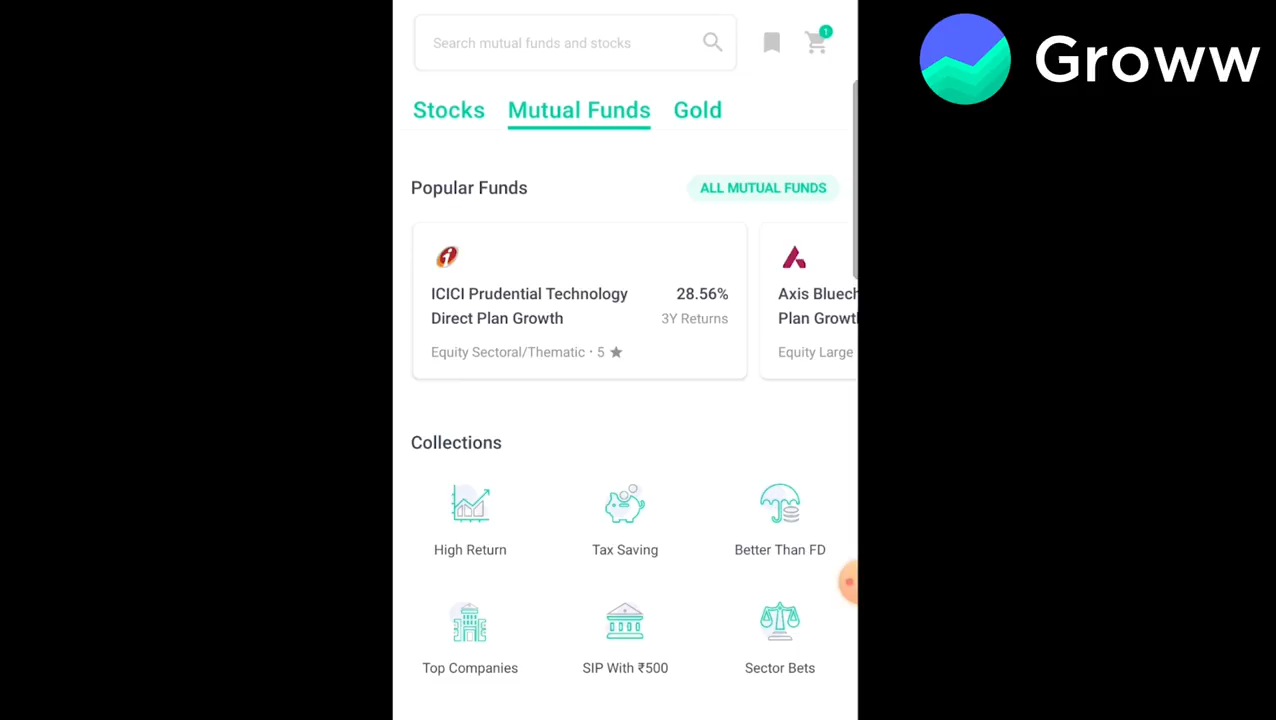 Search mutual funds and stocks
1
Groww
Stocks Mutual Funds Gold
Popular Funds
ALL MUTUAL FUNDS
ICICI Prudential Technology
Direct Plan Growth
28.56%
3Y Returns
Equity Sectoral/Thematic · 5 ★
Axis Bluech
Plan Growth
Equity Large
Collections
High Return
Tax Saving
Better Than FD
Top Companies
SIP With ₹500
Sector Bets